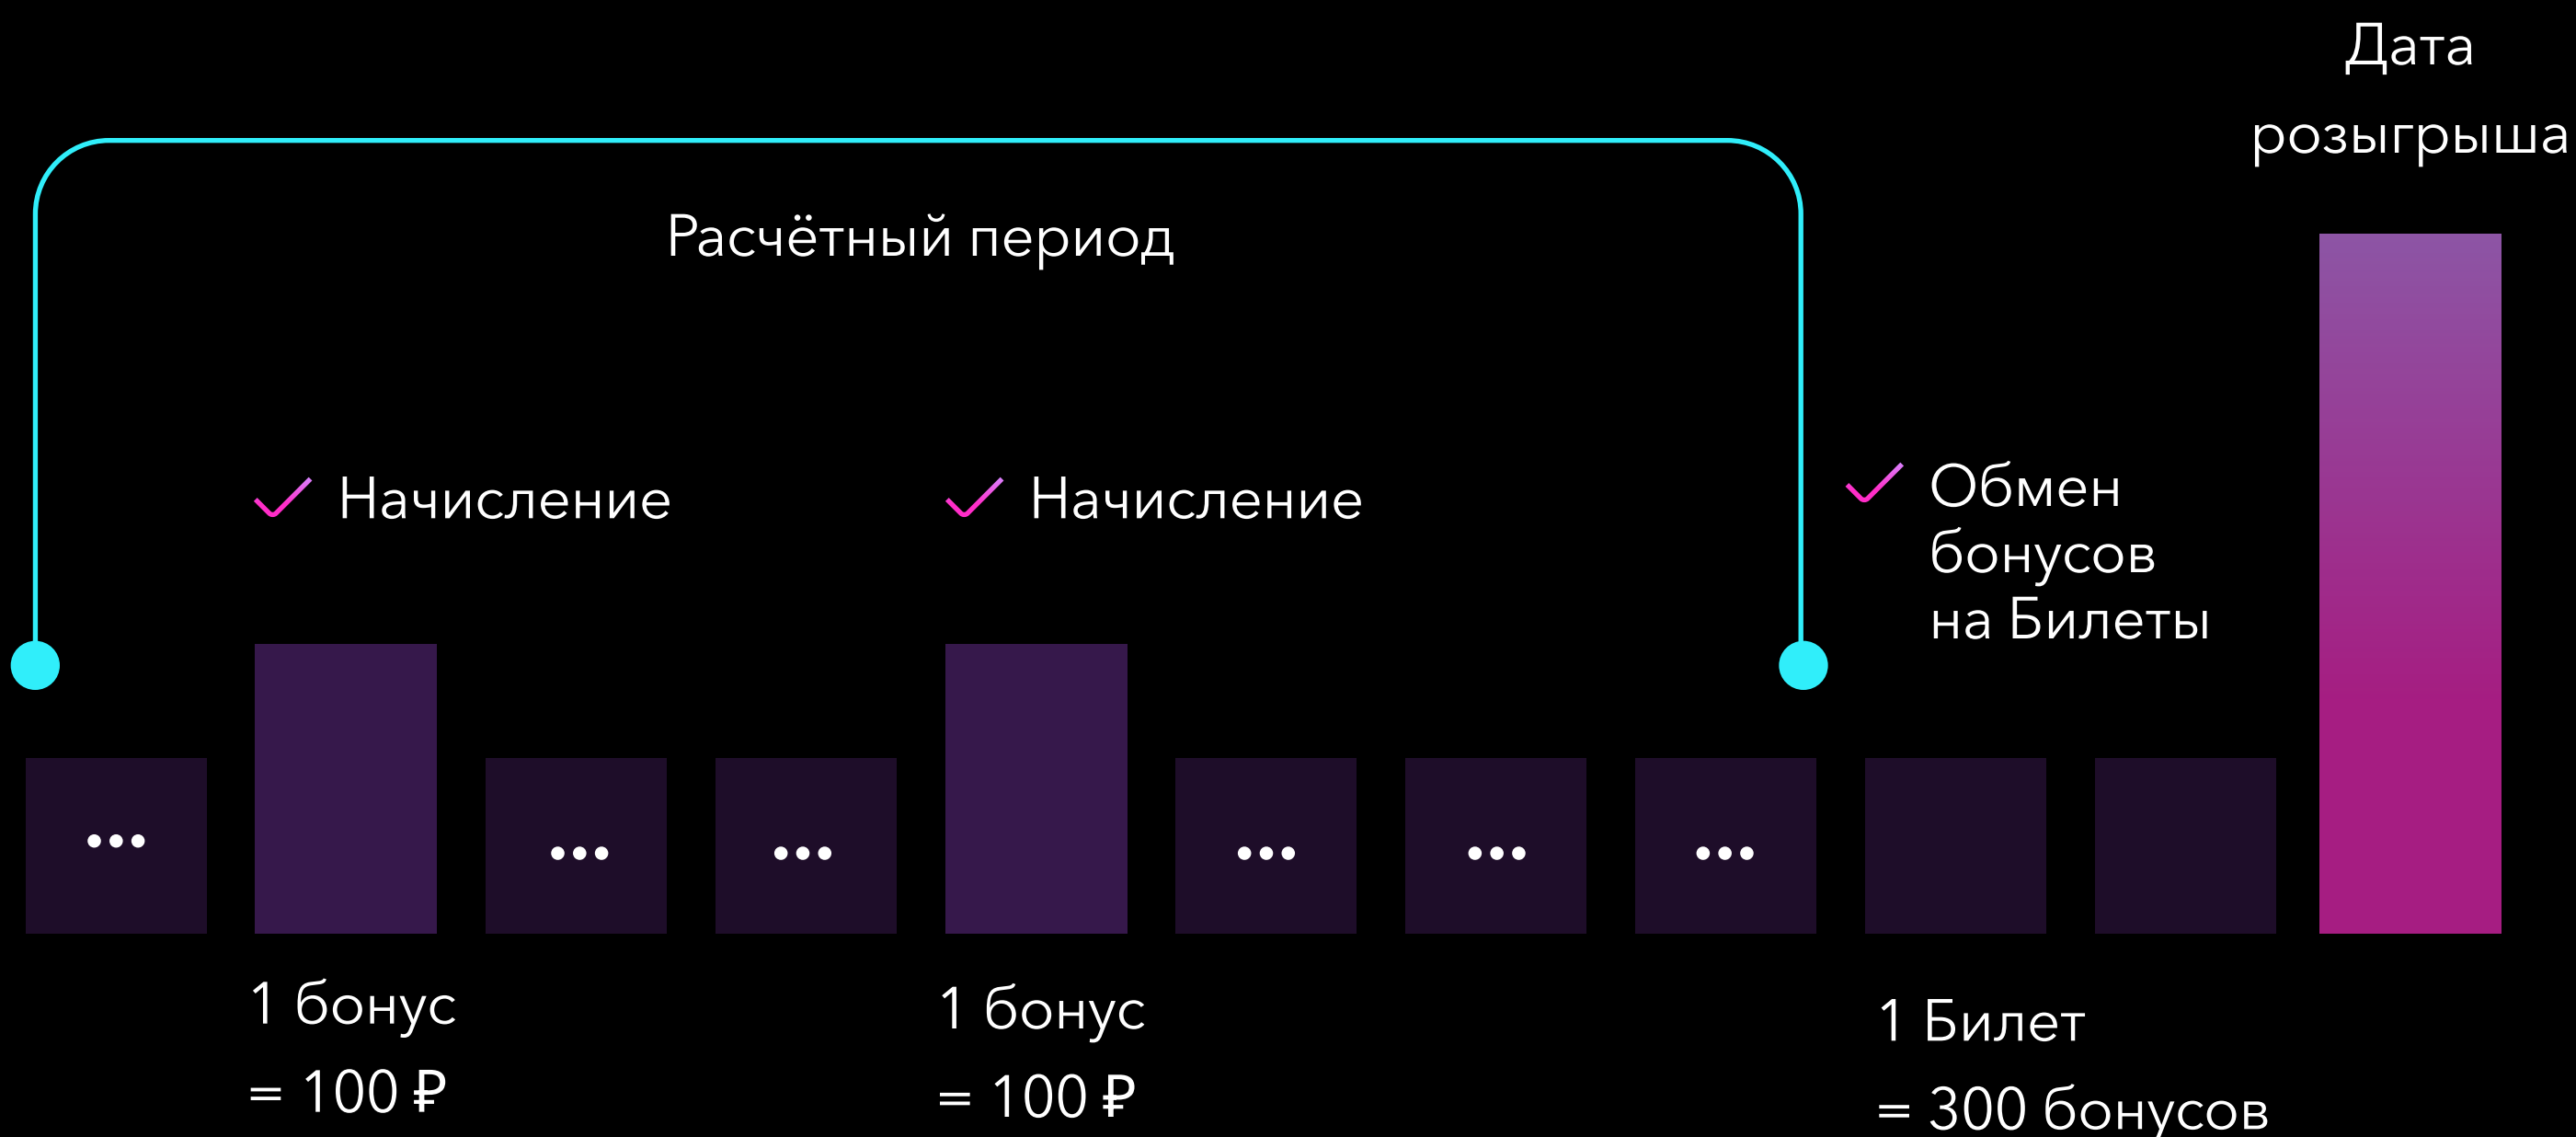 Дата
розыгрыша
Расчётный период
Начисление
Начисление
Обмен
бонусов
на Билеты
1 бонус
= 100 ₽
1 бонус
= 100 ₽
1 Билет
= 300 бонусов